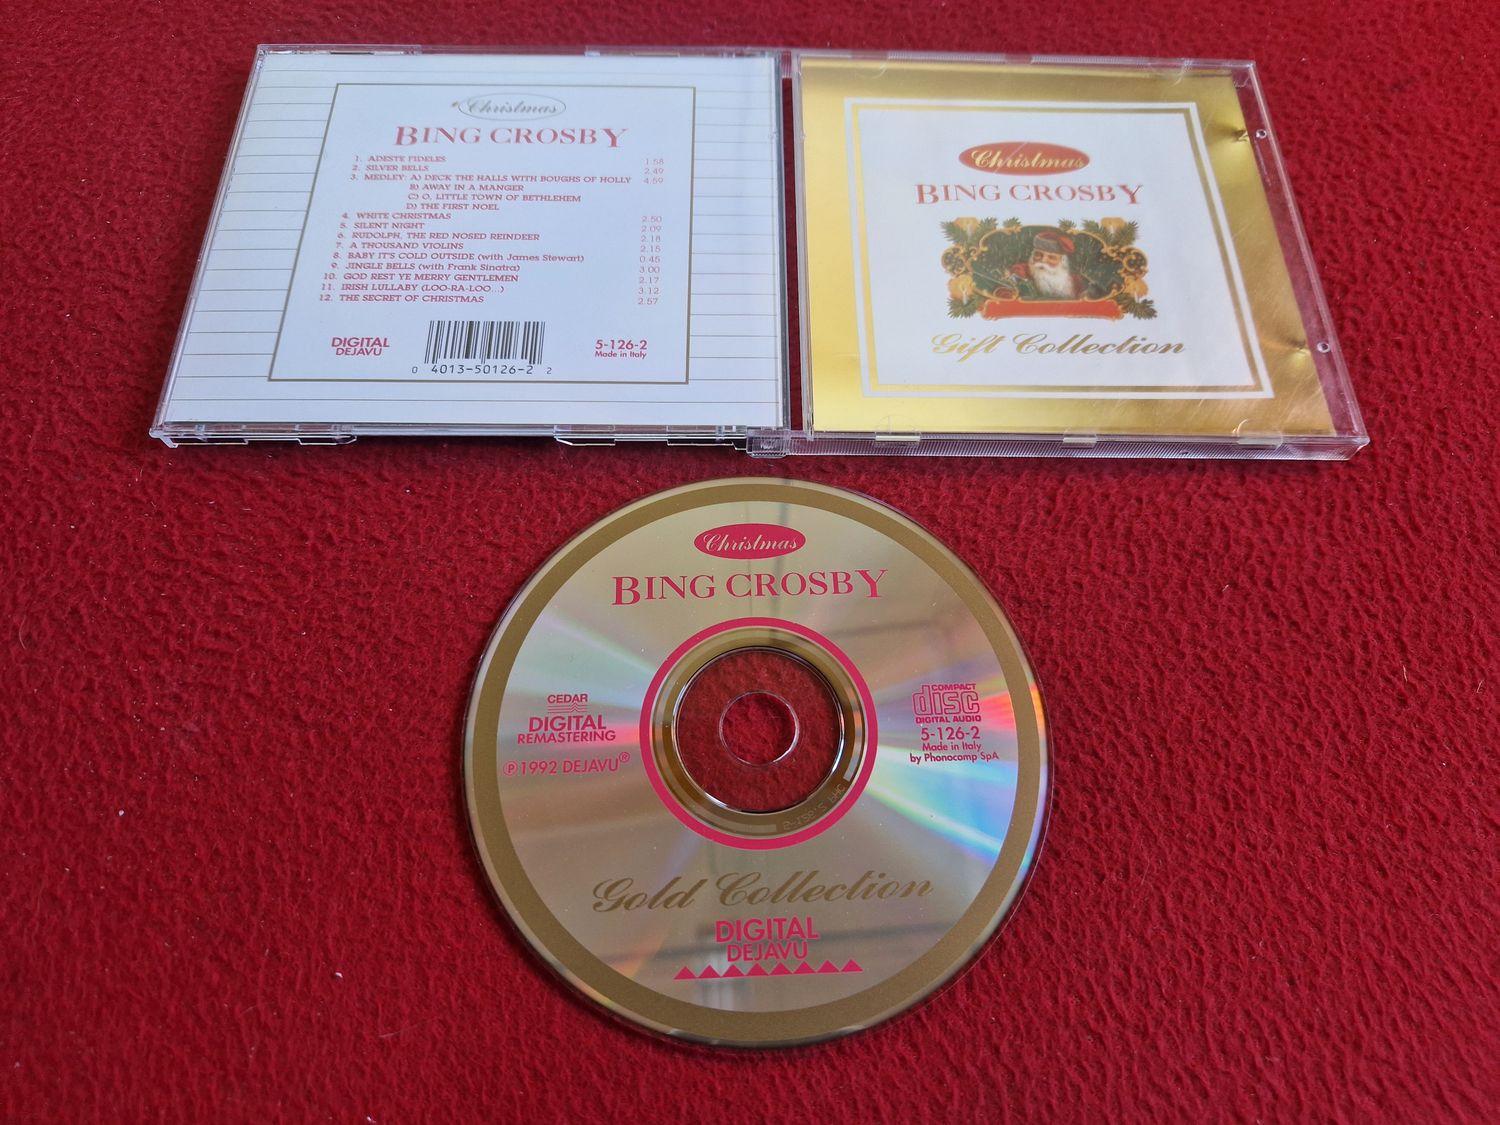 Christmas
BING CROSBY
1. ADESTE FIDELES 1.58
2. SILVER BELLS 2.49
3. MEDLEY: A) DECK THE HALLS WITH BOUGHS OF HOLLY 4.59
B) AWAY IN A MANGER
C) O, LITTLE TOWN OF BETHLEHEM
D) THE FIRST NOEL
4. WHITE CHRISTMAS 2.50
5. SILENT NIGHT 2.09
6. RUDOLPH, THE RED NOSED REINDEER 2.18
7. A THOUSAND VIOLINS 2.15
8. BABY IT'S COLD OUTSIDE (with James Stewart) 0.45
9. JINGLE BELLS (with Frank Sinatra) 3.00
10. GOD REST YE MERRY GENTLEMEN 2.17
11. IRISH LULLABY (LOO-RA-LOO...) 3.12
12. THE SECRET OF CHRISTMAS 2.57
DIGITAL
DEJAVU
5-126-2
Made in Italy
0 4013-50126-2 2
Christmas
BING CROSBY
Gift Collection
Christmas
BING CROSBY
CEDAR
DIGITAL
REMASTERING
Ⓟ 1992 DEJAVU®
COMPACT
disc
DIGITAL AUDIO
5-126-2
Made in Italy
by Phonocomp SpA
Gold Collection
DIGITAL
DEJAVU